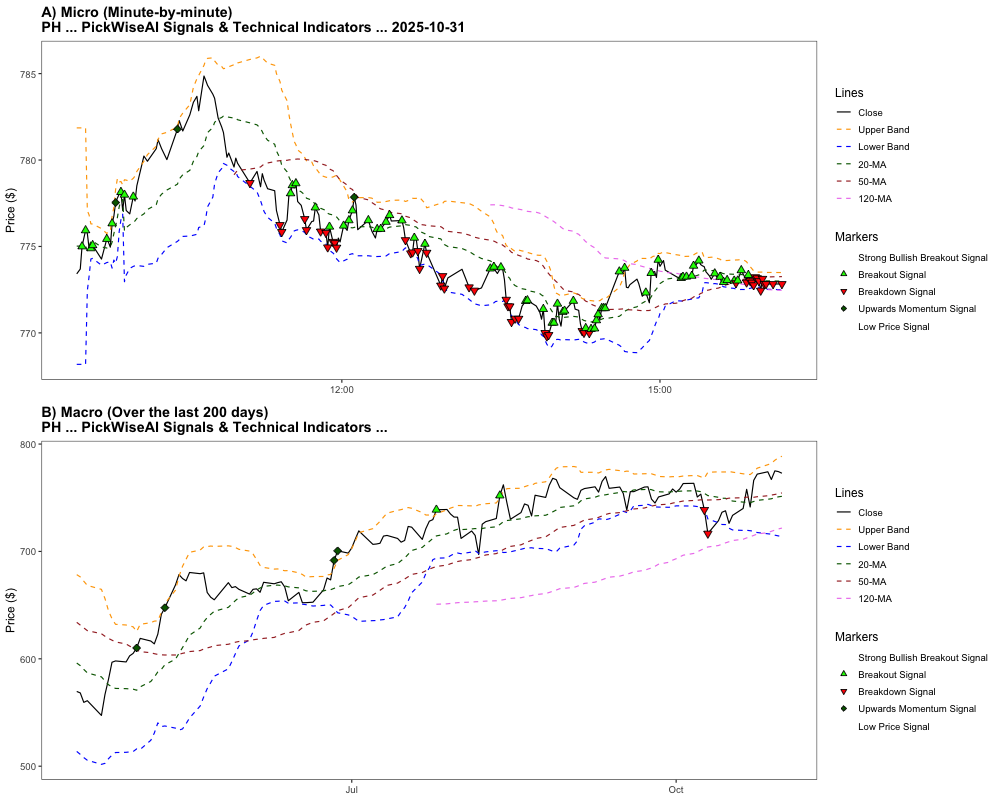 A) Micro (Minute-by-minute)
PH ... PickWiseAI Signals & Technical Indicators ... 2025-10-31
Price ($)
785
780
775
770
12:00
15:00
Lines
Close
Upper Band
Lower Band
20-MA
50-MA
120-MA
Markers
Strong Bullish Breakout Signal
Breakout Signal
Breakdown Signal
Upwards Momentum Signal
Low Price Signal
B) Macro (Over the last 200 days)
PH ... PickWiseAI Signals & Technical Indicators ...
Price ($)
800
700
600
500
Jul
Oct
Lines
Close
Upper Band
Lower Band
20-MA
50-MA
120-MA
Markers
Strong Bullish Breakout Signal
Breakout Signal
Breakdown Signal
Upwards Momentum Signal
Low Price Signal